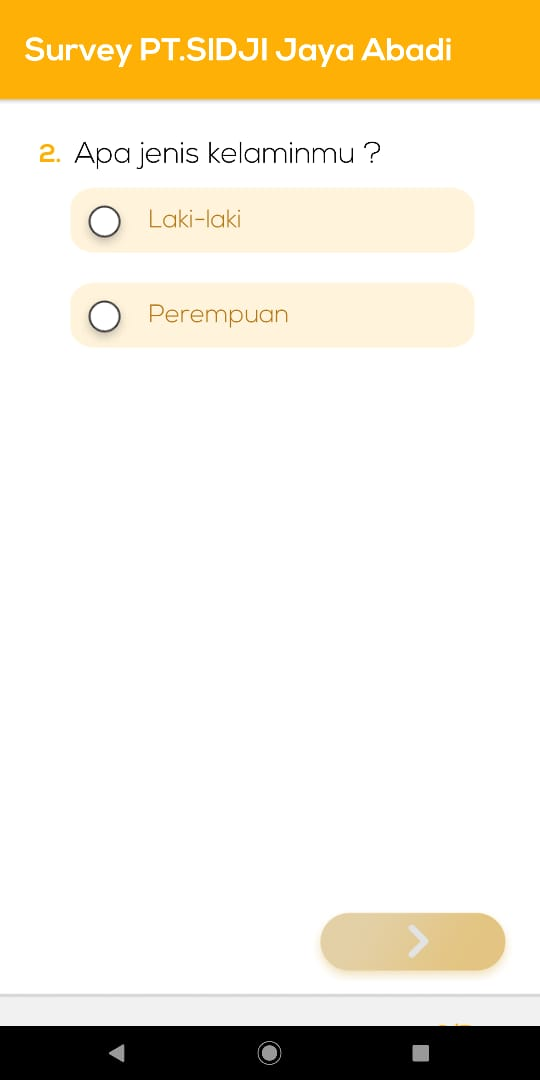 Survey PT.SIDJI Jaya Abadi
2. Apa jenis kelaminmu ?
Laki-laki
Perempuan